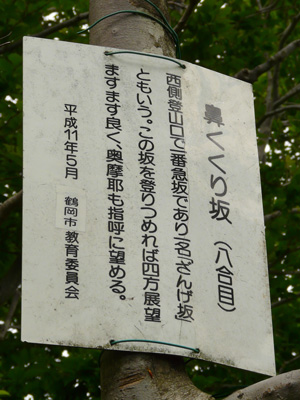 鼻くくり坂（八合目）
西側登山口で一番急坂であり（名）ざんげ坂
ともいう。この坂を登りつめれば四方展望
ますます良く、奥摩耶も指呼に望める。
平成11年5月　鶴岡市教育委員会